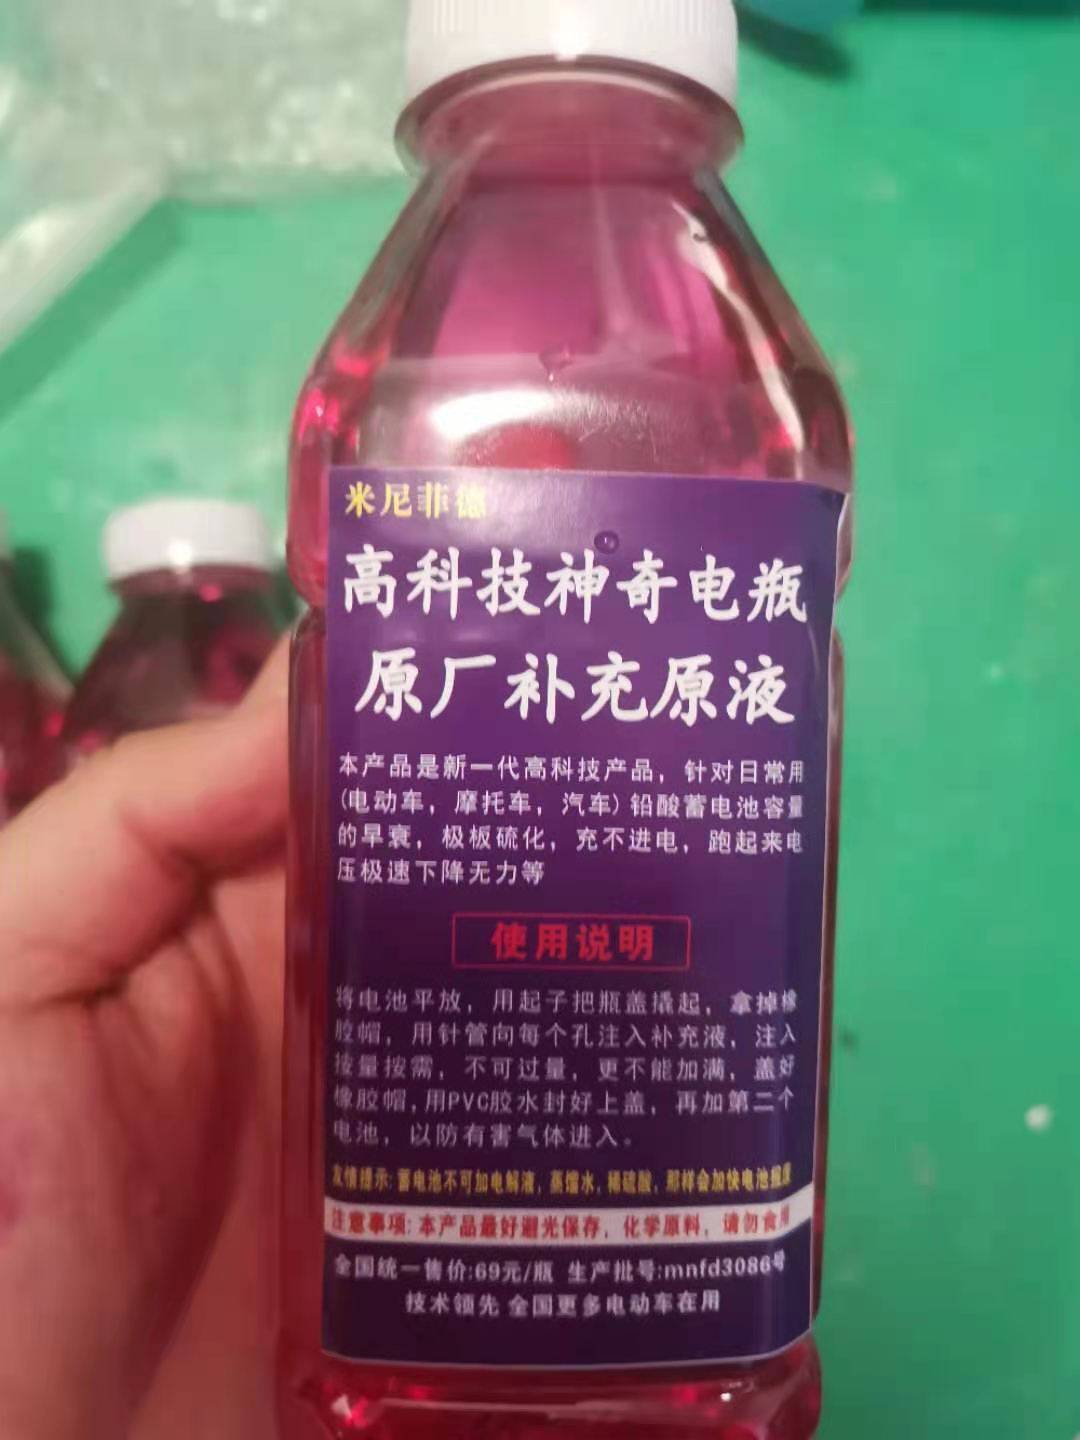 米尼菲德
高科技神奇电瓶
原厂补充原液
本产品是新一代高科技产品，针对日常用
(电动车，摩托车，汽车)铅酸蓄电池容量
的早衰，极板硫化，充不进电，跑起来电
压极速下降无力等
使用说明
将电池平放，用起子把瓶盖撬起，拿掉橡
胶帽，用针管向每个孔注入补充液，注入
按量按需，不可过量，更不能加满，盖好
橡胶帽，用PVC胶水封好上盖，再加第二个
电池，以防有害气体进入。
友情提示:蓄电池不可加电解液，蒸馏水，稀硫酸，那样会加快电池报废
注意事项:本产品最好避光保存，化学原料，请勿食用
全国统一售价:69元/瓶 生产批号:mnfd3086号
技术领先 全国更多电动车在用